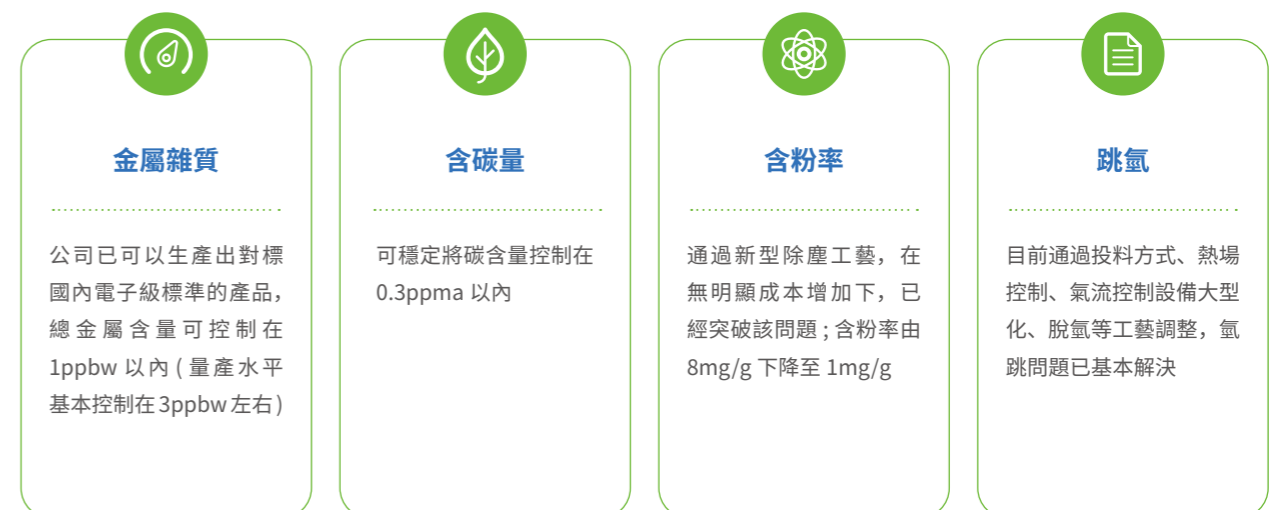 金屬雜質
公司已可以生產出對標
國內電子級標準的產品，
總金屬含量可控制在
1ppbw 以內 ( 量產水平
基本控制在 3ppbw 左右 )
含碳量
可穩定將碳含量控制在
0.3ppma 以內
含粉率
通過新型除塵工藝，在
無明顯成本增加下，已
經突破該問題 ; 含粉率由
8mg/g 下降至 1mg/g
跳氫
目前通過投料方式、熱場
控制、氣流控制設備大型
化、脫氫等工藝調整，氫
跳問題已基本解決